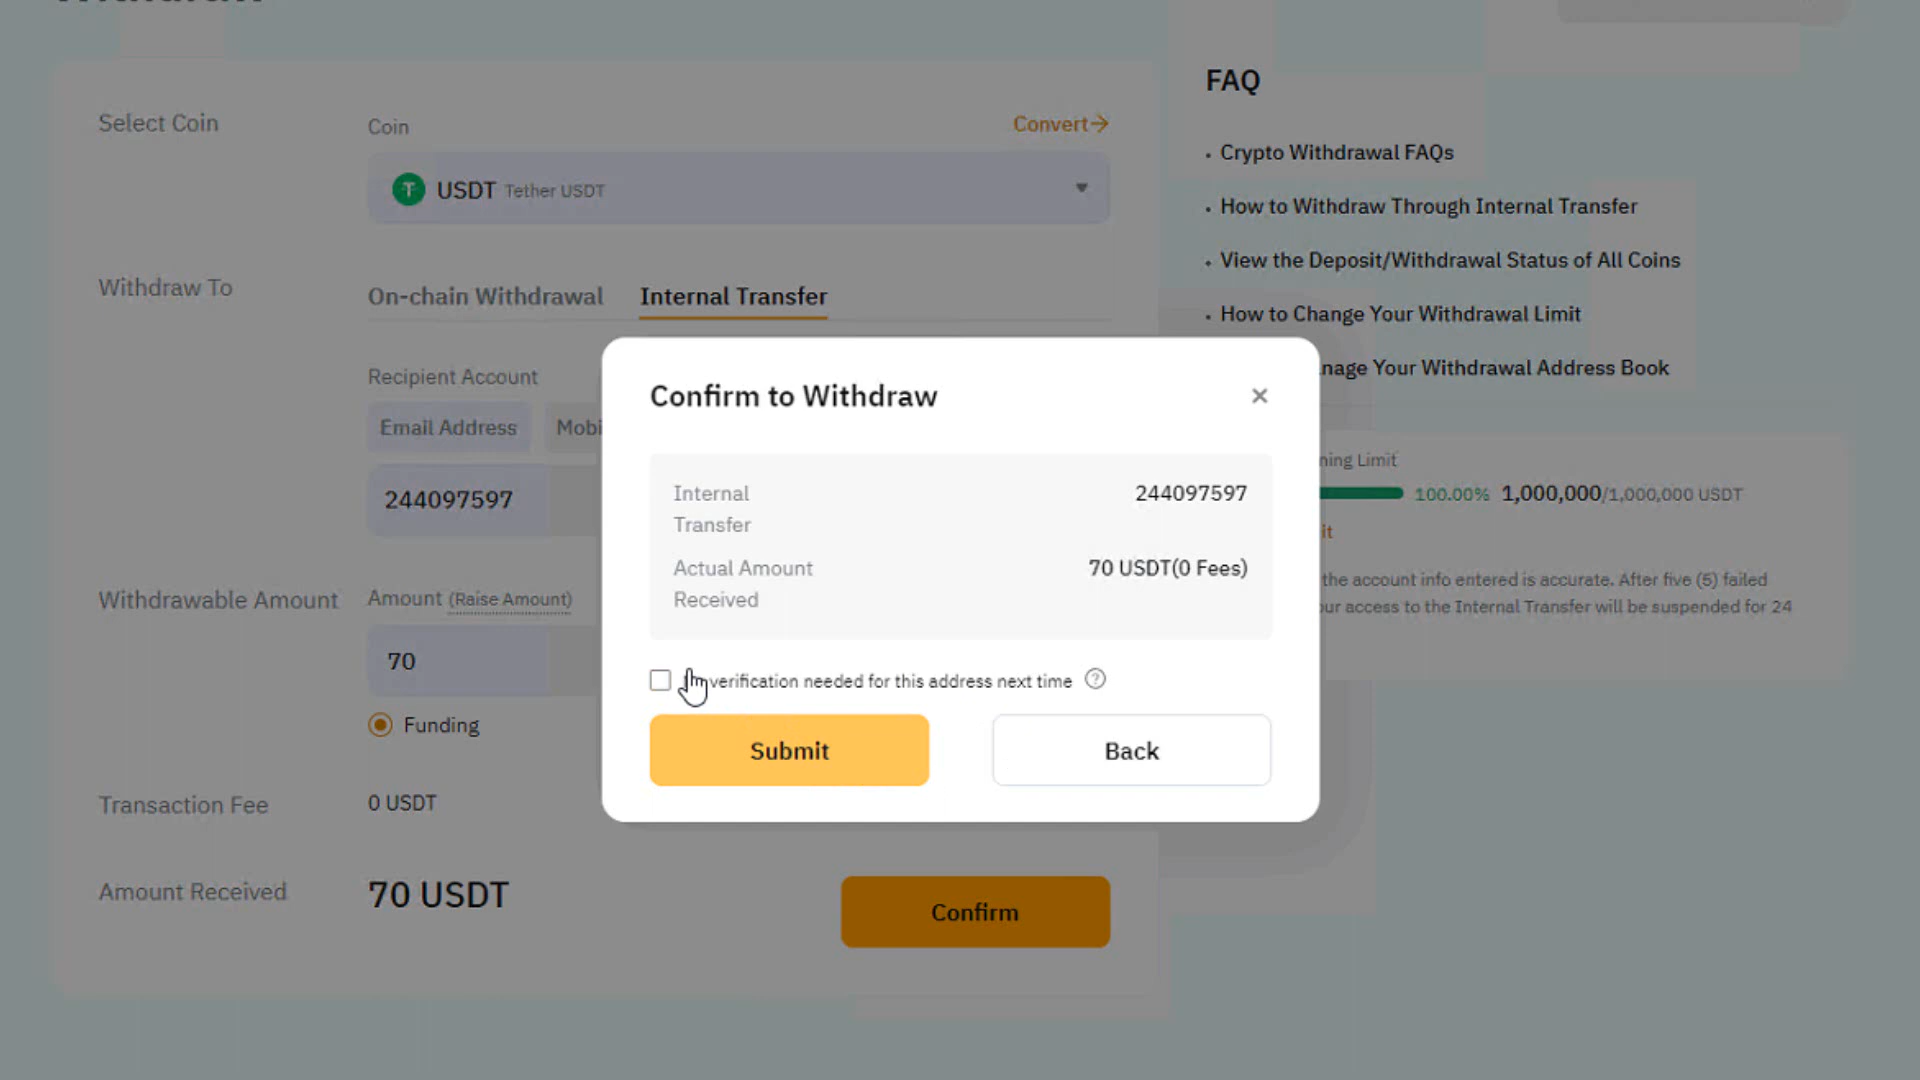 Select Coin
Coin
Convert→
USDT Tether USDT
Withdraw To
On-chain Withdrawal
Internal Transfer
Recipient Account
Email Address
244097597
Withdrawable Amount
Amount (Raise Amount)
70
Funding
Transaction Fee
0 USDT
Amount Received
70 USDT
Confirm
Confirm to Withdraw
Internal
Transfer
244097597
Actual Amount
Received
70 USDT(0 Fees)
verification needed for this address next time
Submit
Back
FAQ
• Crypto Withdrawal FAQs
• How to Withdraw Through Internal Transfer
• View the Deposit/Withdrawal Status of All Coins
• How to Change Your Withdrawal Limit
Your Withdrawal Address Book
Limit
100.00% 1,000,000/1,000,000 USDT
the account info entered is accurate. After five (5) failed
access to the Internal Transfer will be suspended for 24